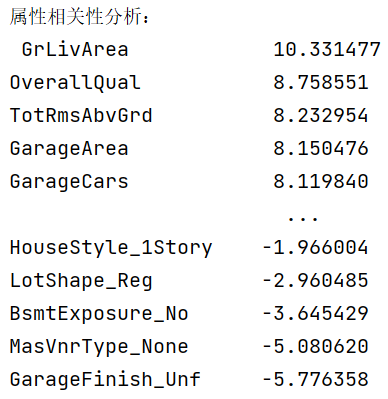 属性相关性分析：
GrLivArea 10.331477
OverallQual 8.758551
TotRmsAbvGrd 8.232954
GarageArea 8.150476
GarageCars 8.119840
...
HouseStyle_1Story -1.966004
LotShape_Reg -2.960485
BsmtExposure_No -3.645429
MasVnrType_None -5.080620
GarageFinish_Unf -5.776358